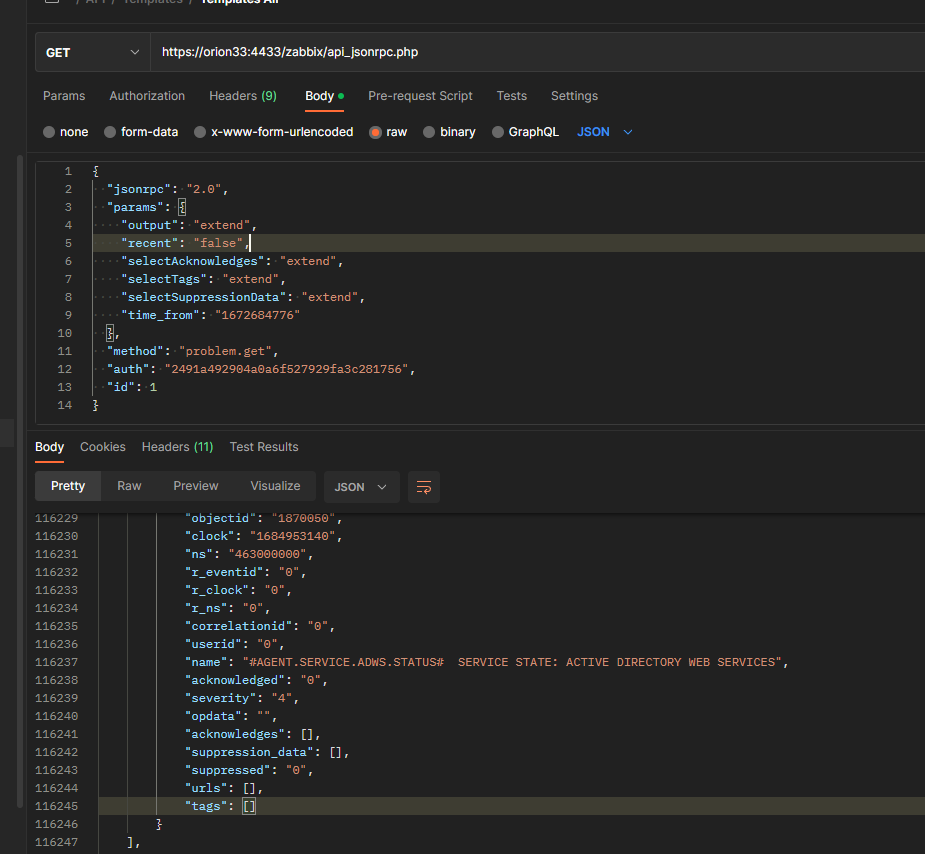 / API / Templates / Templates All
GET https://orion33:4433/zabbix/api_jsonrpc.php
Params Authorization Headers (9) Body Pre-request Script Tests Settings
none form-data x-www-form-urlencoded raw binary GraphQL JSON
1 {
2 "jsonrpc": "2.0",
3 "params": {
4 "output": "extend",
5 "recent": "false",
6 "selectAcknowledges": "extend",
7 "selectTags": "extend",
8 "selectSuppressionData": "extend",
9 "time_from": "1672684776"
10 },
11 "method": "problem.get",
12 "auth": "2491a492904a0a6f527929fa3c281756",
13 "id": 1
14 }
Body Cookies Headers (11) Test Results
Pretty Raw Preview Visualize JSON
116229 "objectid": "1870050",
116230 "clock": "1684953140",
116231 "ns": "463000000",
116232 "r_eventid": "0",
116233 "r_clock": "0",
116234 "r_ns": "0",
116235 "correlationid": "0",
116236 "userid": "0",
116237 "name": "#AGENT.SERVICE.ADWS.STATUS#  SERVICE STATE: ACTIVE DIRECTORY WEB SERVICES",
116238 "acknowledged": "0",
116239 "severity": "4",
116240 "opdata": "",
116241 "acknowledges": [],
116242 "suppression_data": [],
116243 "suppressed": "0",
116244 "urls": [],
116245 "tags": []
116246 }
116247 ],